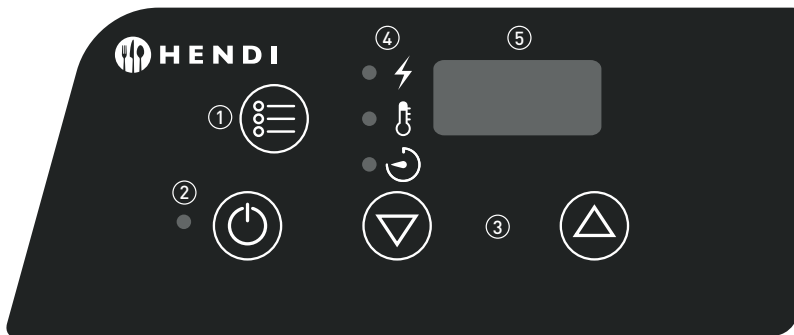 ④ ⑤
HENDI
①
②
③